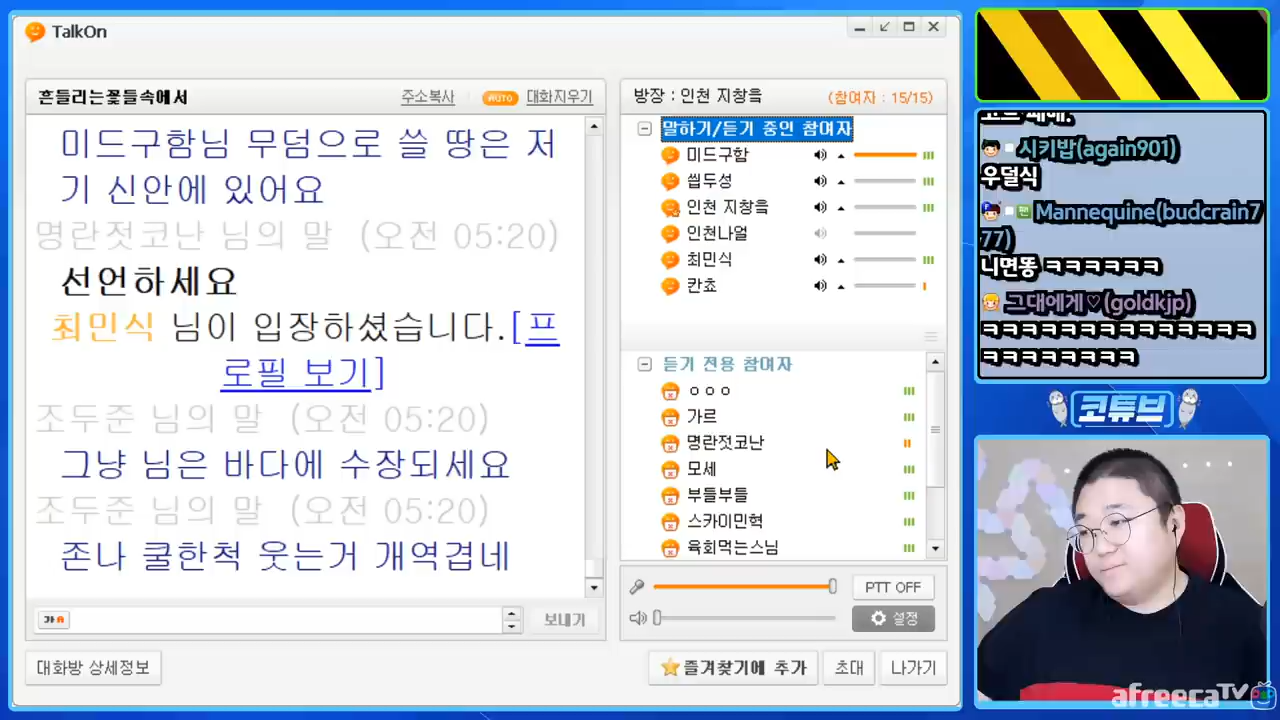 TalkOn
흔들리는꽃들속에서
주소복사
AUTO 대화지우기
미드구함님 무덤으로 쓸 땅은 저
기 신안에 있어요
명란젓코난 님의 말 (오전 05:20)
선언하세요
최민식 님이 입장하셨습니다.[프
로필 보기]
조두준 님의 말 (오전 05:20)
그냥 님은 바다에 수장되세요
조두준 님의 말 (오전 05:20)
존나 쿨한척 웃는거 개역겹네
가
보내기
대화방 상세정보
방장 : 인천 지창욱
(참여자 : 15/15)
말하기/듣기 중인 참여자
미드구함
씹두성
인천 지창욱
인천나얼
최민식
칸쵸
듣기 전용 참여자
ㅇㅇㅇ
가르
명란젓코난
모세
부들부들
스카이민혁
육회먹는스님
PTT OFF
설정
즐겨찾기에 추가
초대
나가기
시키밥(again901)
우덜식
팬 Mannequine(budcrain7
77)
니면똥 ㅋㅋㅋㅋㅋㅋ
그대에게♡(goldkjp)
ㅋㅋㅋㅋㅋㅋㅋㅋㅋㅋㅋㅋㅋ
ㅋㅋㅋㅋㅋㅋㅋㅋ
코튜브
afreecaTV